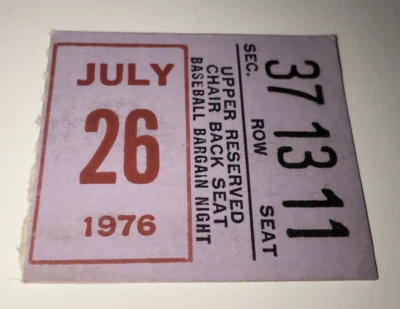 JULY
26
1976
SEC. ROW SEAT
37 13 11
UPPER RESERVED
CHAIR BACK SEAT
BASEBALL BARGAIN NIGHT